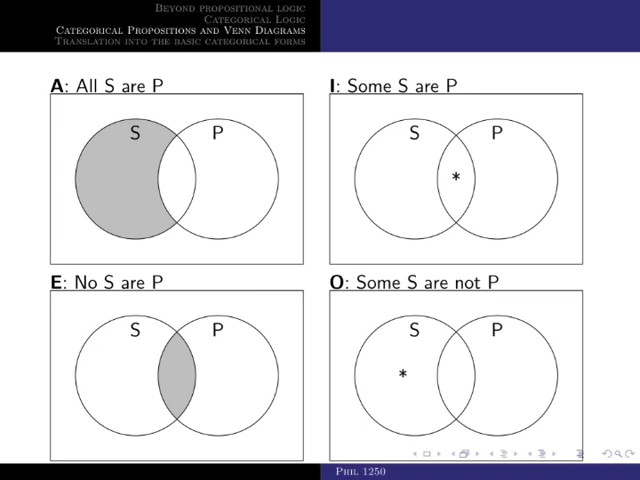 Beyond propositional logic
Categorical Logic
Categorical Propositions and Venn Diagrams
Translation into the basic categorical forms
A: All S are P
S P
I: Some S are P
S P
*
E: No S are P
S P
O: Some S are not P
S P
*
Phil 1250